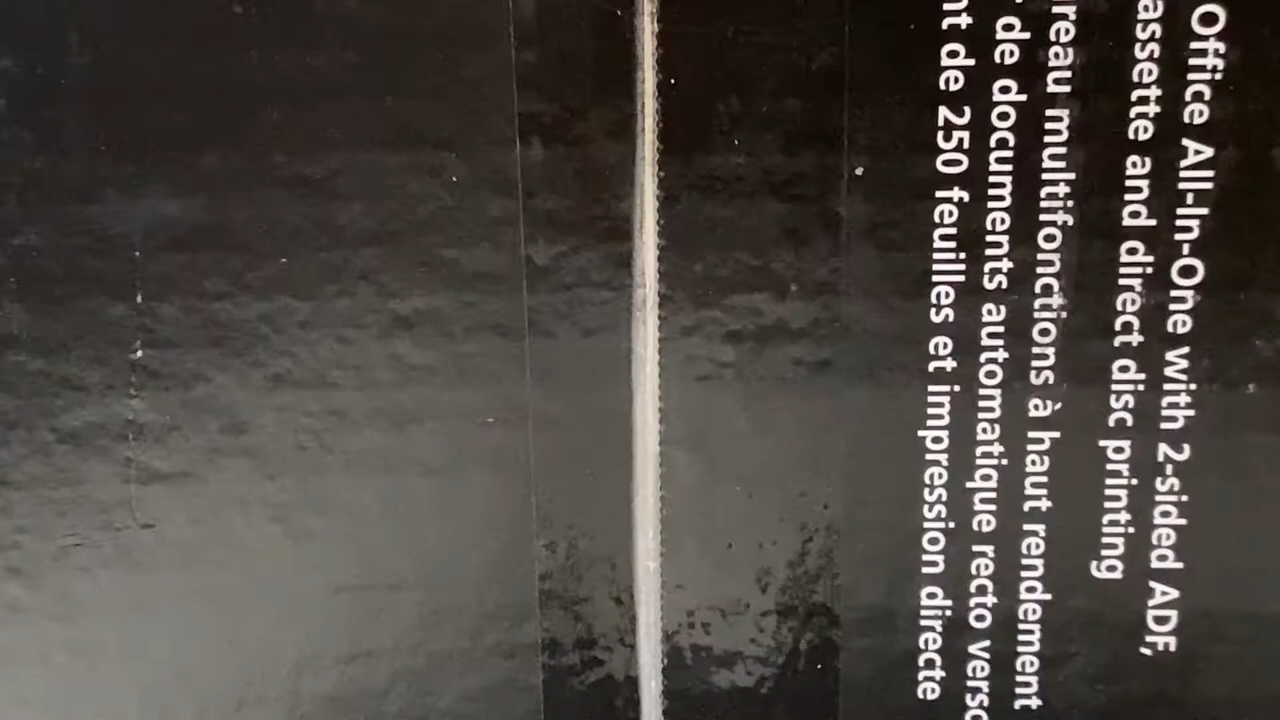 Office All-In-One with 2-sided ADF,
assette and direct disc printing
reau multifonctions à haut rendement
de documents automatique recto verso
nt de 250 feuilles et impression directe